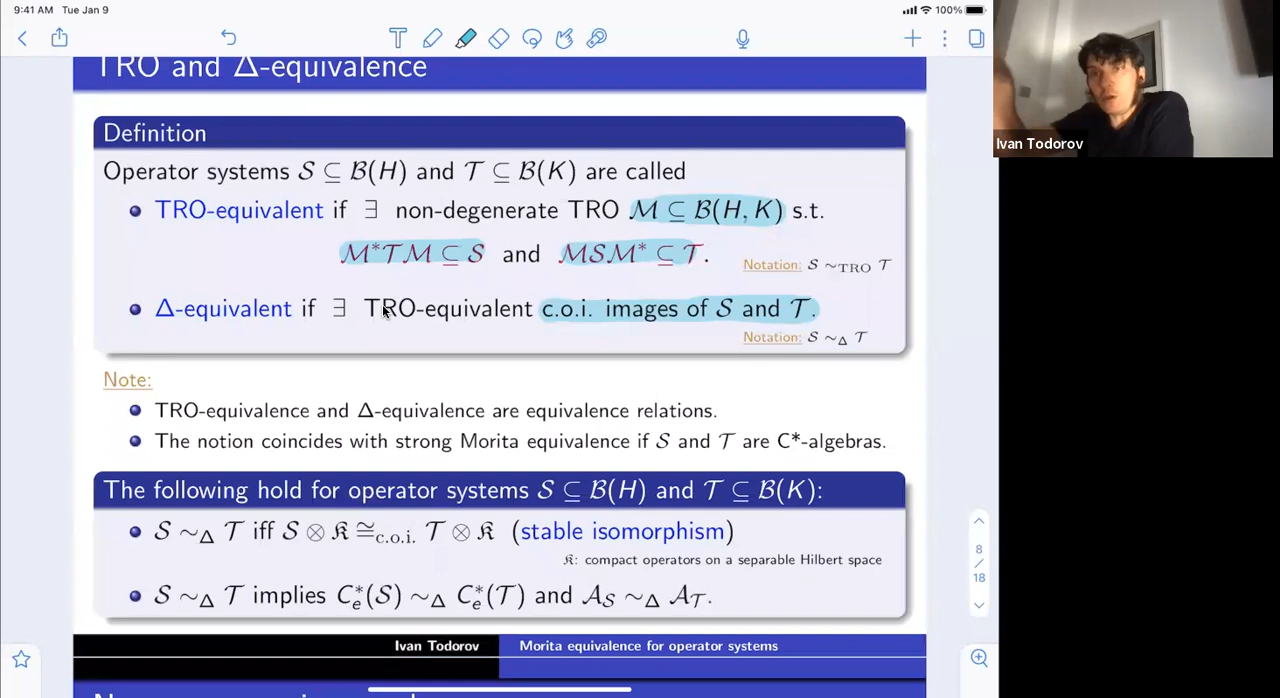 9:41 AM Tue Jan 9
100%
TRO and Δ-equivalence
Definition
Operator systems 𝒮 ⊆ ℬ(H) and 𝒯 ⊆ ℬ(K) are called
TRO-equivalent if ∃ non-degenerate TRO ℳ ⊆ ℬ(H, K) s.t.
ℳ*𝒯ℳ ⊆ 𝒮 and ℳ𝒮ℳ* ⊆ 𝒯.
Notation: 𝒮 ∼TRO 𝒯
Δ-equivalent if ∃ TRO-equivalent c.o.i. images of 𝒮 and 𝒯.
Notation: 𝒮 ∼Δ 𝒯
Note:
TRO-equivalence and Δ-equivalence are equivalence relations.
The notion coincides with strong Morita equivalence if 𝒮 and 𝒯 are C*-algebras.
The following hold for operator systems 𝒮 ⊆ ℬ(H) and 𝒯 ⊆ ℬ(K):
𝒮 ∼Δ 𝒯 iff 𝒮 ⊗ 𝔎 ≅c.o.i. 𝒯 ⊗ 𝔎 (stable isomorphism)
𝔎: compact operators on a separable Hilbert space
𝒮 ∼Δ 𝒯 implies C*e(𝒮) ∼Δ C*e(𝒯) and 𝒜𝒮 ∼Δ 𝒜𝒯.
Ivan Todorov Morita equivalence for operator systems
8
/
18
Ivan Todorov